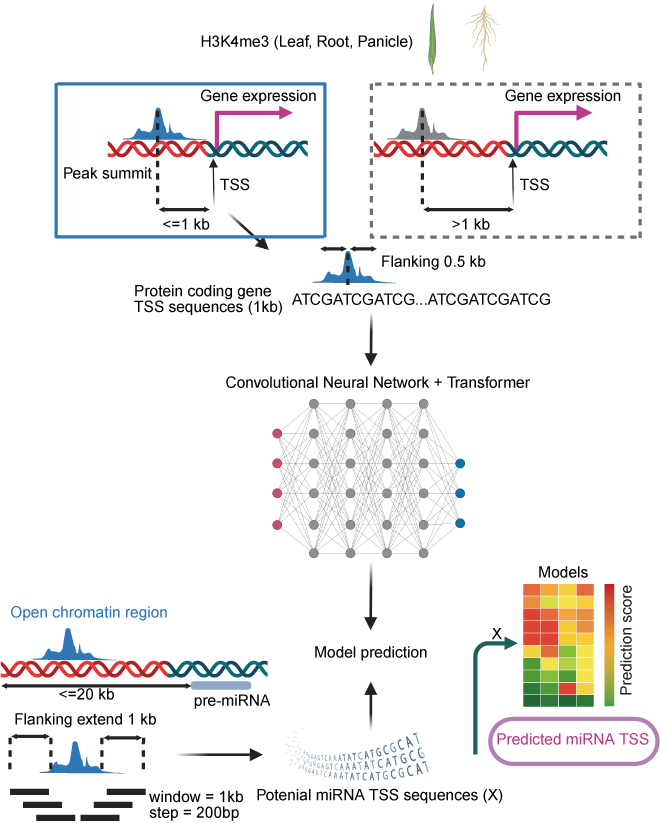 H3K4me3 (Leaf, Root, Panicle)
Gene expression
Peak summit
TSS
<=1 kb
Gene expression
TSS
>1 kb
Flanking 0.5 kb
Protein coding gene
TSS sequences (1kb)
ATCGATCGATCG...ATCGATCGATCG
Convolutional Neural Network + Transformer
Models
Prediction score
X
Open chromatin region
Model prediction
<=20 kb
pre-miRNA
Flanking extend 1 kb
Predicted miRNA TSS
window = 1kb
step = 200bp
Potenial miRNA TSS sequences (X)